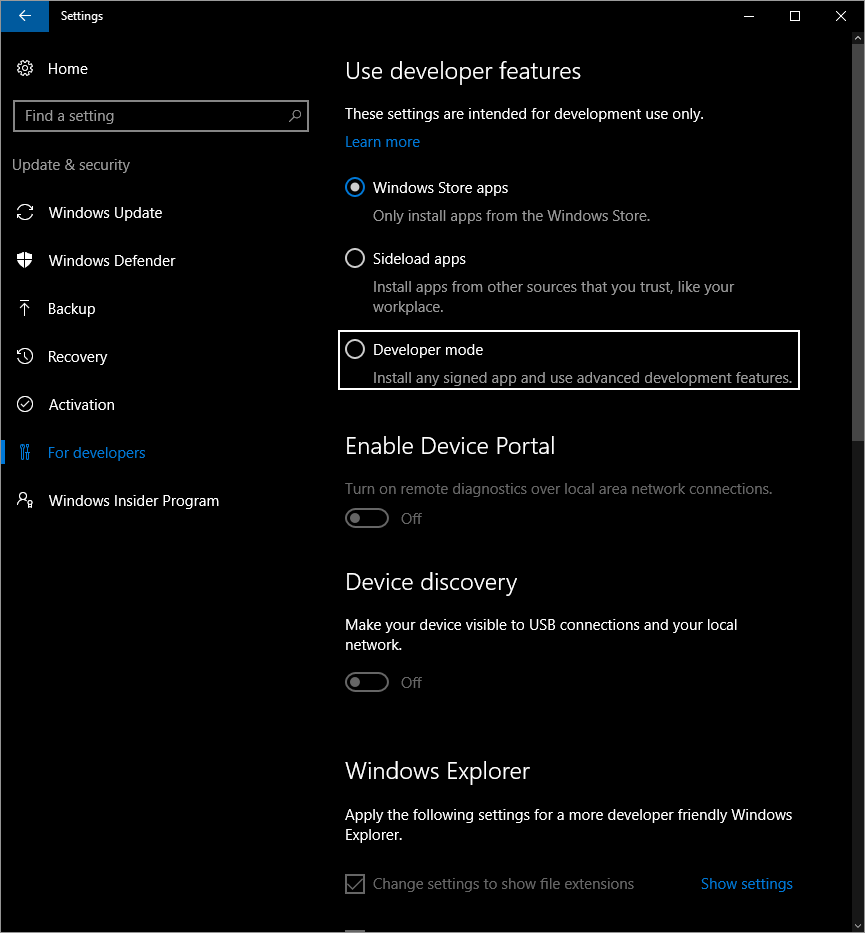 Settings
Home
Find a setting
Update & security
Windows Update
Windows Defender
Backup
Recovery
Activation
For developers
Windows Insider Program
Use developer features
These settings are intended for development use only.
Learn more
Windows Store apps
Only install apps from the Windows Store.
Sideload apps
Install apps from other sources that you trust, like your
workplace.
Developer mode
Install any signed app and use advanced development features.
Enable Device Portal
Turn on remote diagnostics over local area network connections.
Off
Device discovery
Make your device visible to USB connections and your local
network.
Off
Windows Explorer
Apply the following settings for a more developer friendly Windows
Explorer.
Change settings to show file extensions Show settings